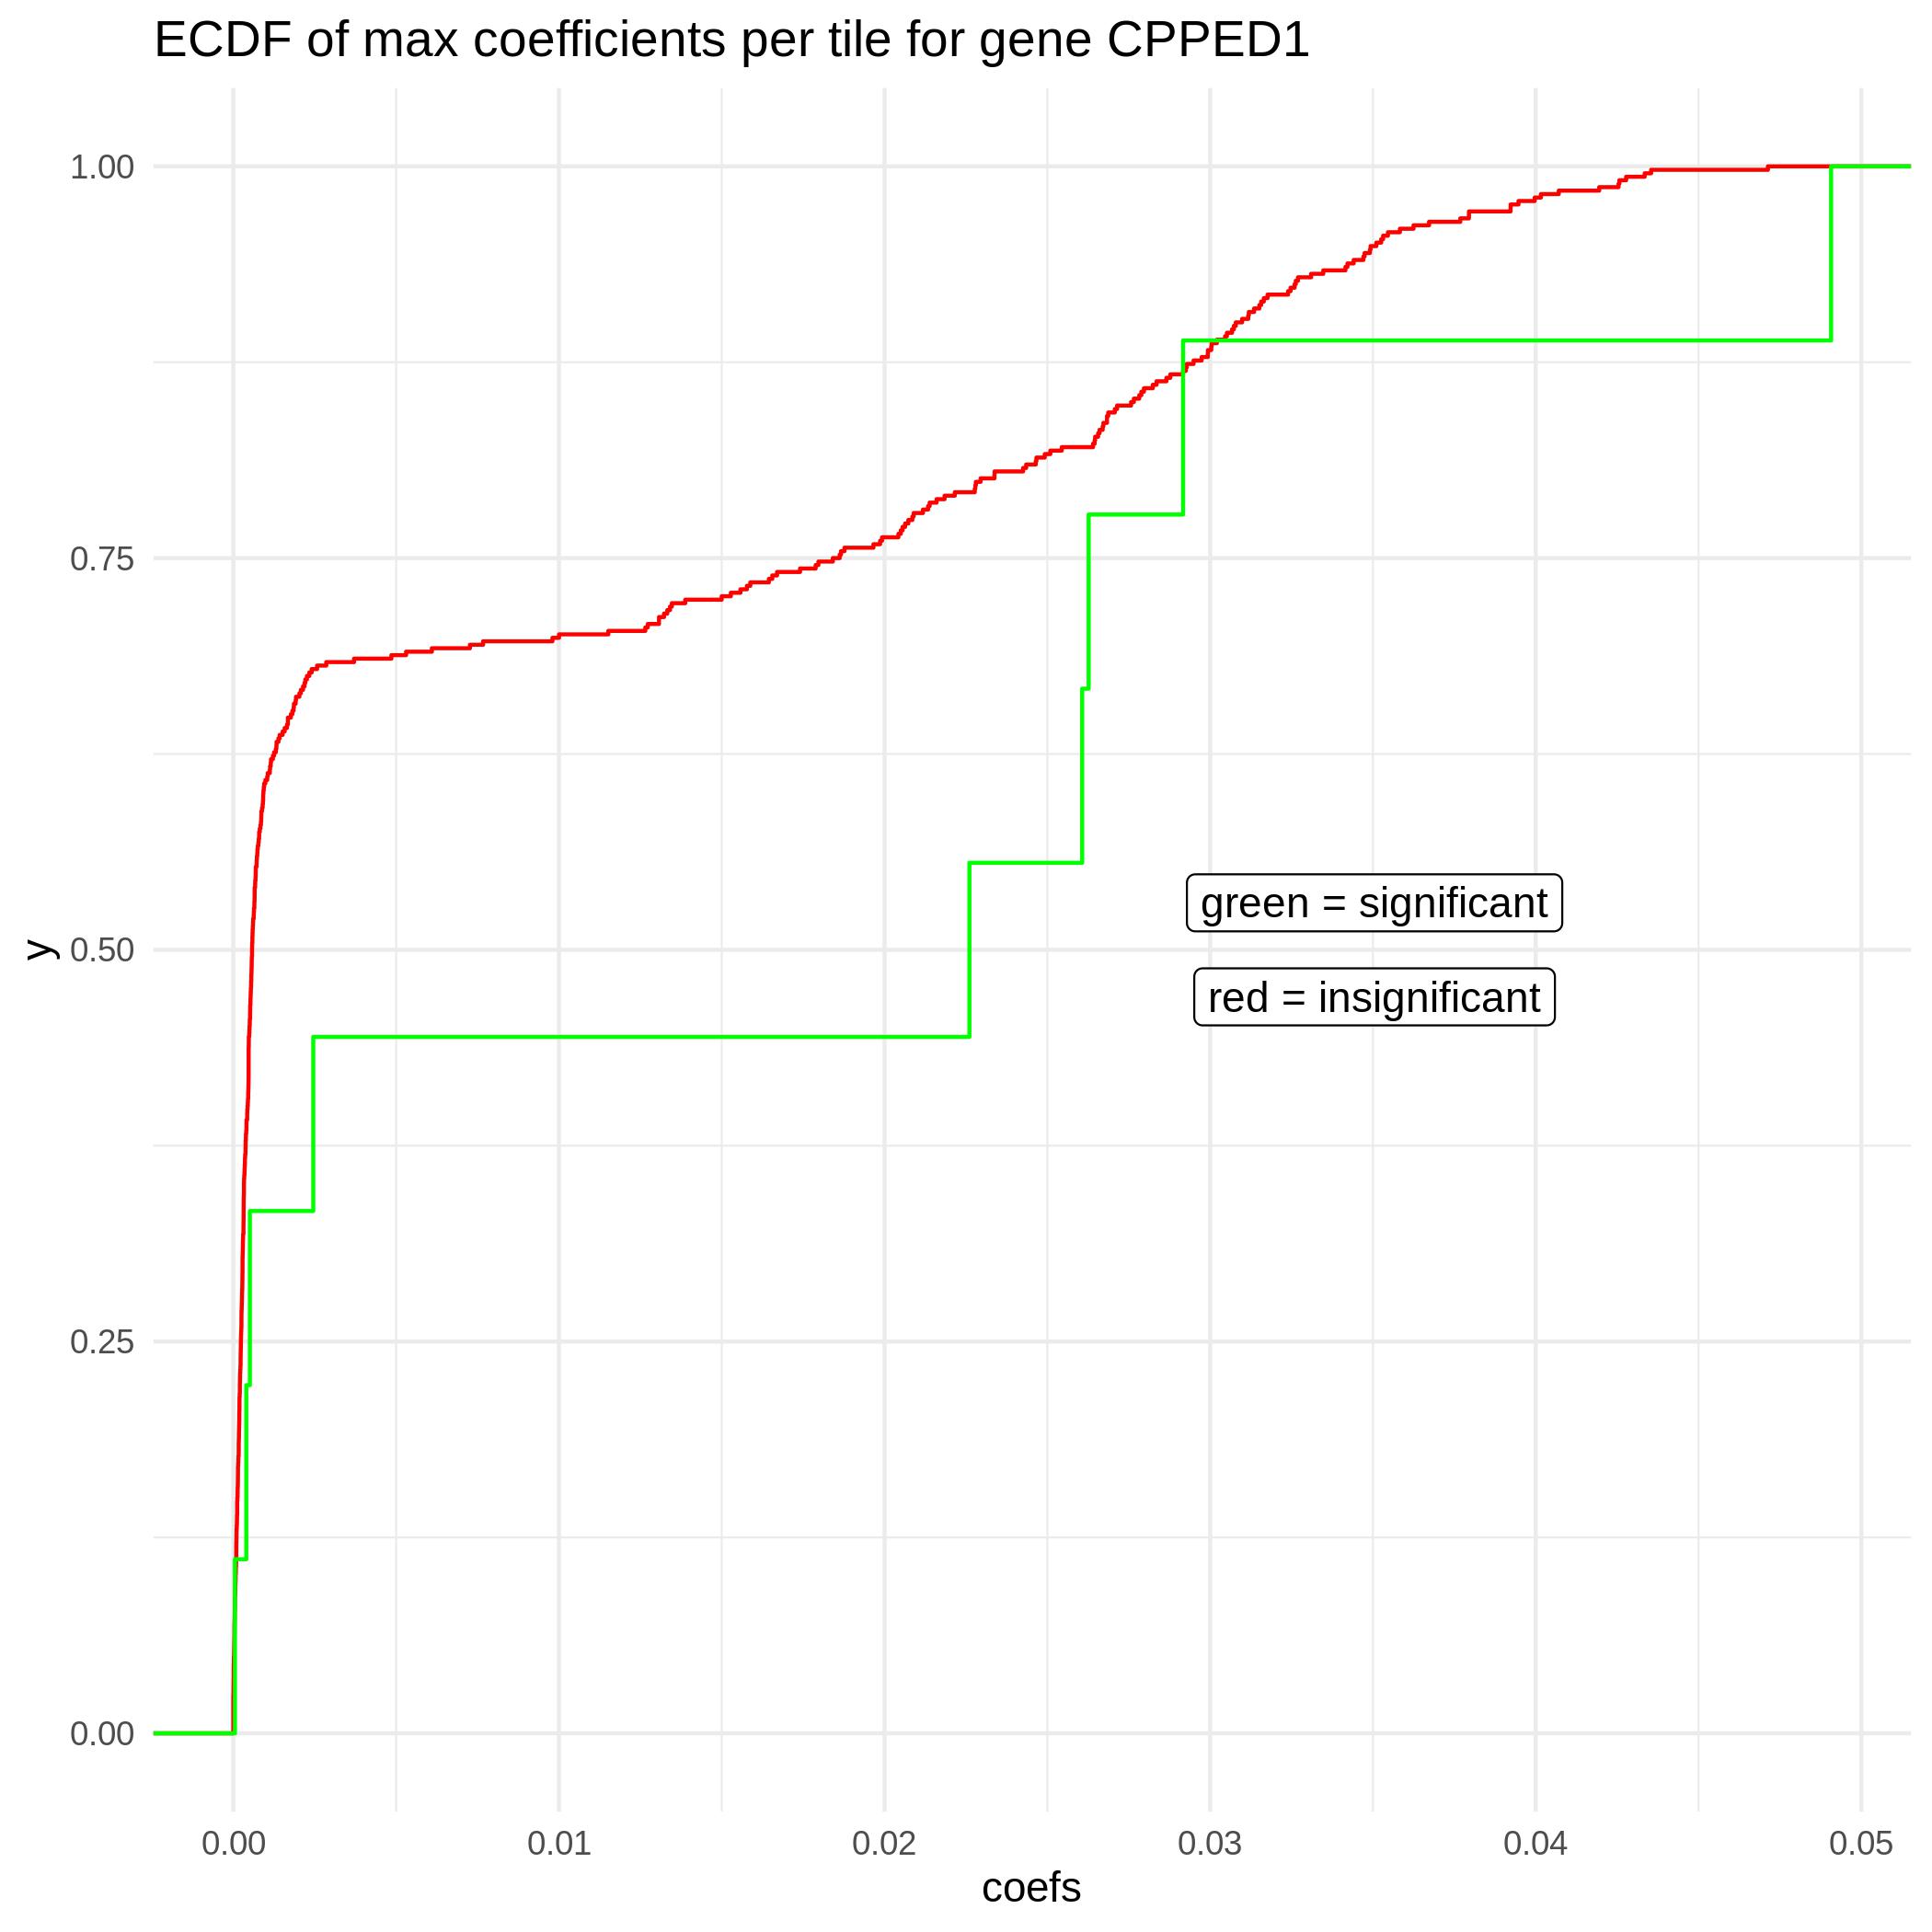 ECDF of max coefficients per tile for gene CPPED1
1.00
0.75
0.50
0.25
0.00
y
green = significant
red = insignificant
0.00 0.01 0.02 0.03 0.04 0.05
coefs